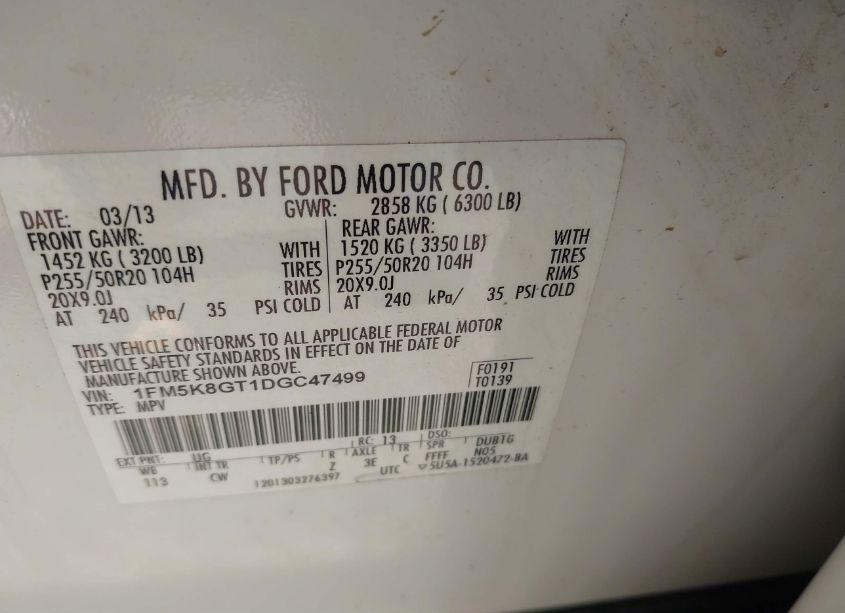 MFD. BY FORD MOTOR CO.
DATE: 03/13 GVWR: 2858 KG ( 6300 LB)
FRONT GAWR: REAR GAWR:
1452 KG ( 3200 LB) WITH 1520 KG ( 3350 LB) WITH
P255/50R20 104H TIRES P255/50R20 104H TIRES
20X9.0J RIMS 20X9.0J RIMS
AT 240 kPa/ 35 PSI COLD AT 240 kPa/ 35 PSI COLD
THIS VEHICLE CONFORMS TO ALL APPLICABLE FEDERAL MOTOR
VEHICLE SAFETY STANDARDS IN EFFECT ON THE DATE OF
MANUFACTURE SHOWN ABOVE.
VIN: 1FM5K8GT1DGC47499 F0191
TYPE: MPV T0139
EXT PNT: UG RC: 13 DSO:
WB INT TR TP/PS R AXLE TR SPR DUB1G
113 CW Z 3E C FFFF N05
1201303276397 UTC 5U5A-1520472-BA